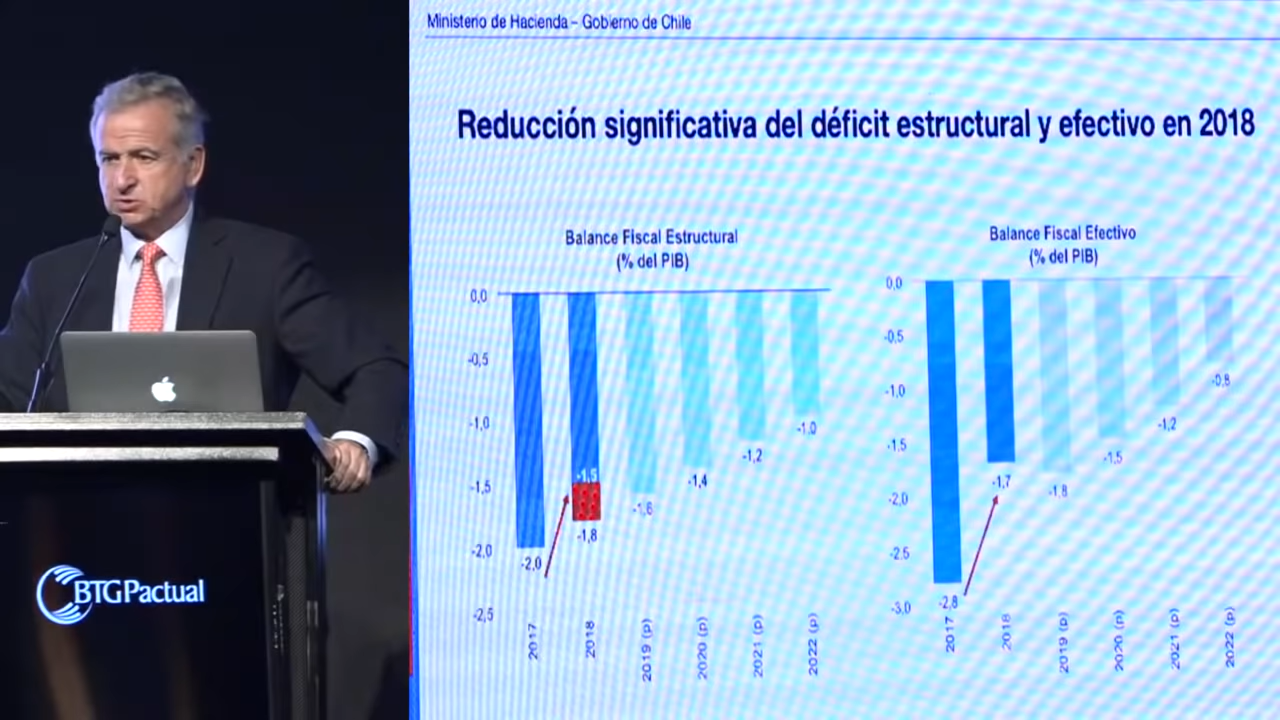 Ministerio de Hacienda – Gobierno de Chile
Reducción significativa del déficit estructural y efectivo en 2018
Balance Fiscal Estructural
(% del PIB)
0,0
-0,5
-1,0
-1,5
-2,0
-2,5
-2,0
-1,5
-1,8
-1,6
-1,4
-1,2
-1,0
2017
2018
2019 (p)
2020 (p)
2021 (p)
2022 (p)
Balance Fiscal Efectivo
(% del PIB)
0,0
-0,5
-1,0
-1,5
-2,0
-2,5
-3,0
-2,8
-1,7
-1,8
-1,5
-1,2
-0,8
2017
2018
2019 (p)
2020 (p)
2021 (p)
2022 (p)
BTGPactual